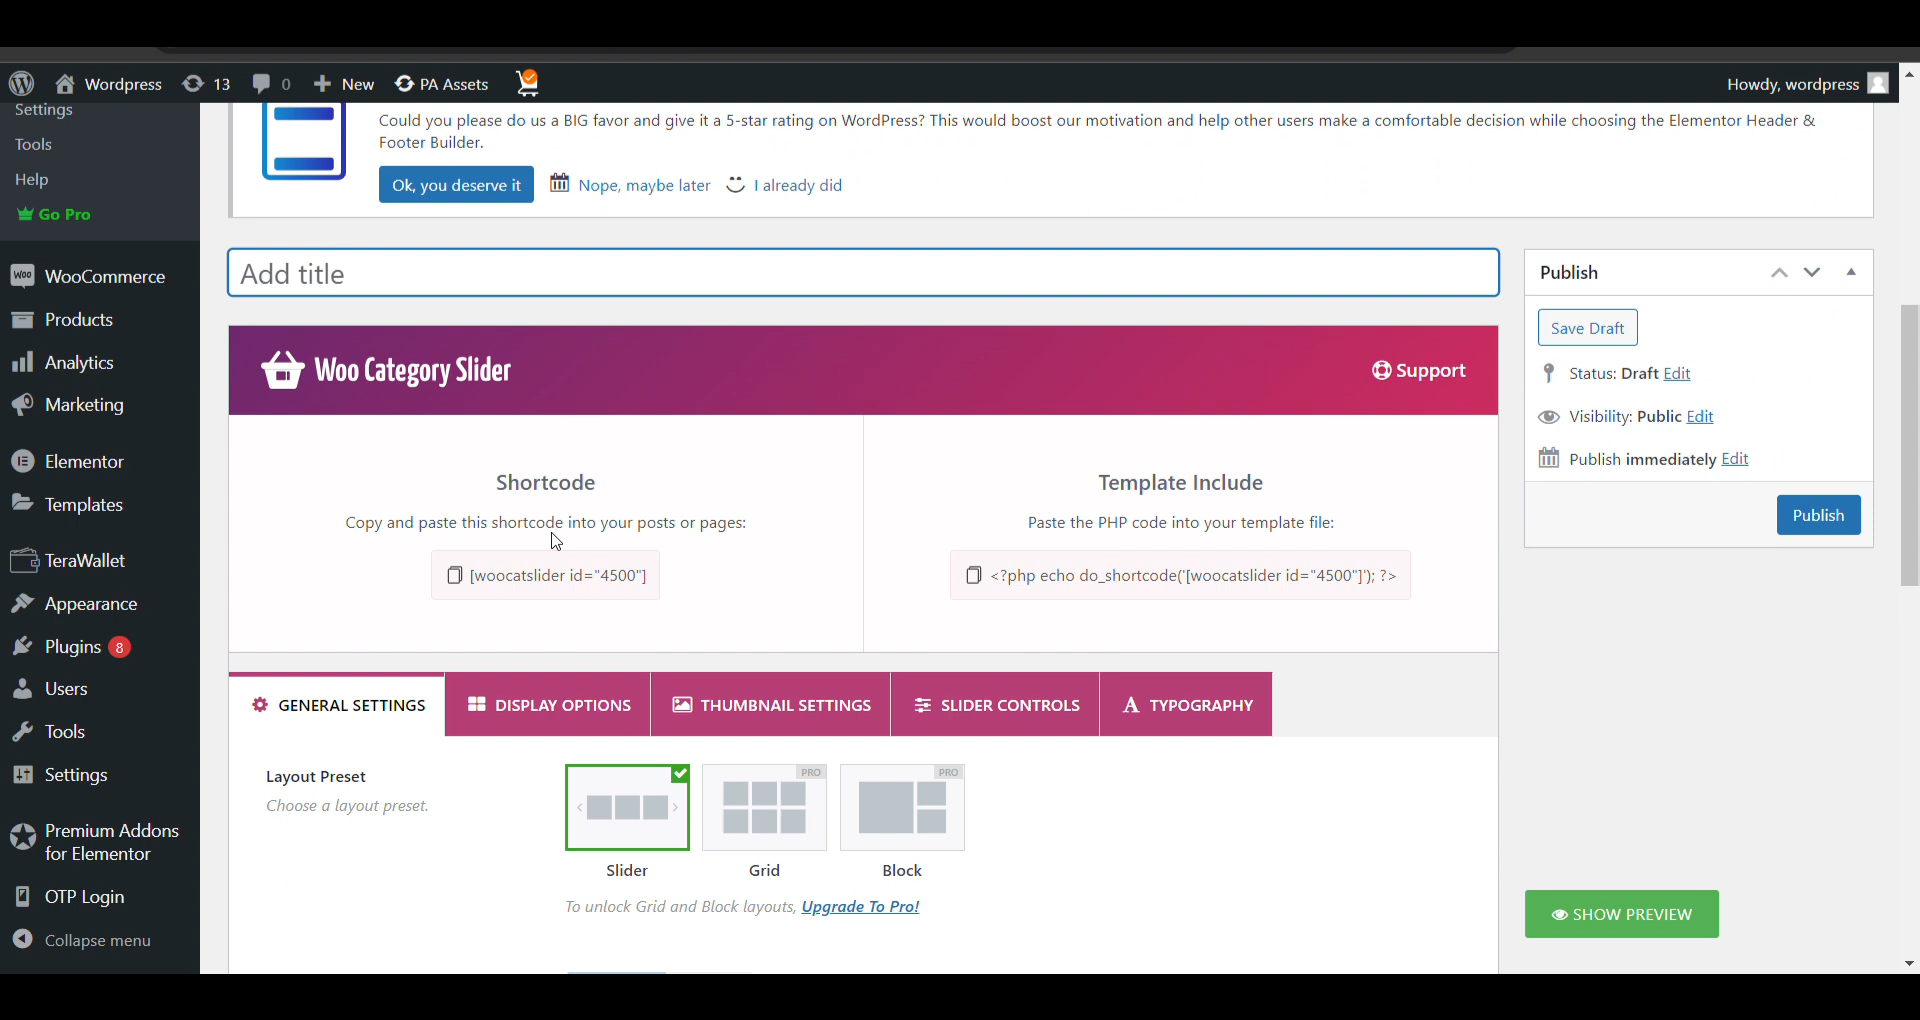 Wordpress 13 0 New PA Assets Howdy, wordpress
Settings
Tools
Help
Go Pro
WOO WooCommerce
Products
Analytics
Marketing
Elementor
Templates
TeraWallet
Appearance
Plugins 8
Users
Tools
Settings
Premium Addons
for Elementor
OTP Login
Collapse menu
Could you please do us a BIG favor and give it a 5-star rating on WordPress? This would boost our motivation and help other users make a comfortable decision while choosing the Elementor Header &
Footer Builder.
Ok, you deserve it Nope, maybe later I already did
Add title
Woo Category Slider Support
Shortcode
Copy and paste this shortcode into your posts or pages:
[woocatslider id="4500"]
Template Include
Paste the PHP code into your template file:
<?php echo do_shortcode('[woocatslider id="4500"]'); ?>
GENERAL SETTINGS DISPLAY OPTIONS THUMBNAIL SETTINGS SLIDER CONTROLS TYPOGRAPHY
Layout Preset
Choose a layout preset.
PRO PRO
Slider Grid Block
To unlock Grid and Block layouts, Upgrade To Pro!
Publish
Save Draft
Status: Draft Edit
Visibility: Public Edit
Publish immediately Edit
Publish
SHOW PREVIEW